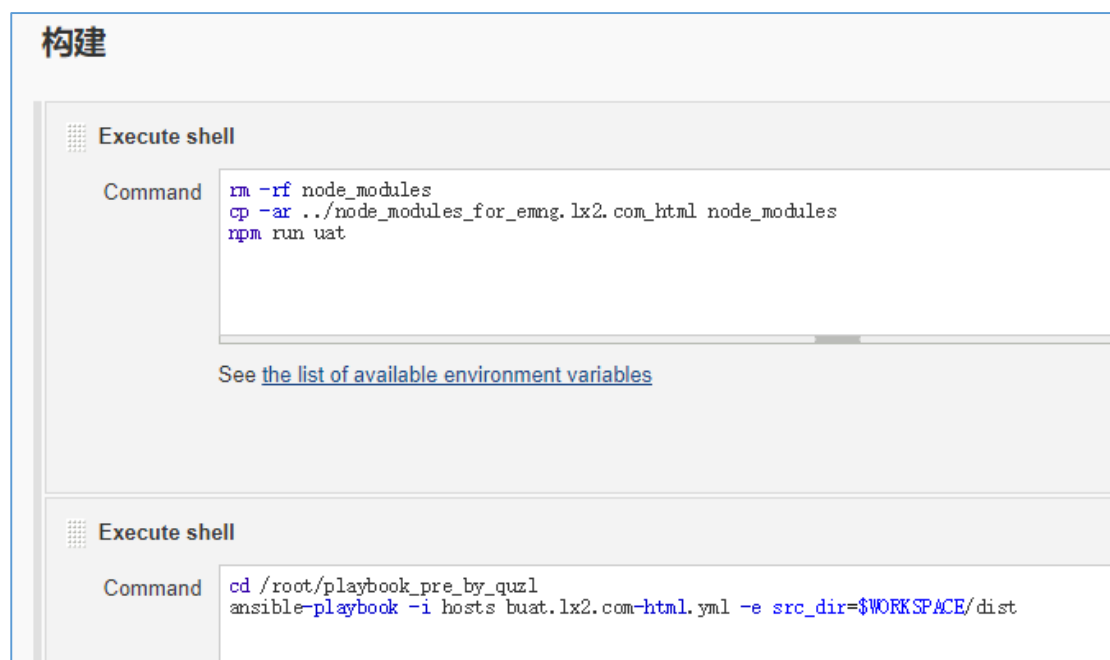 构建
Execute shell
Command
rm -rf node_modules
cp -ar ../node_modules_for_emng.lx2.com_html node_modules
npm run uat
See the list of available environment variables
Execute shell
Command
cd /root/playbook_pre_by_quzl
ansible-playbook -i hosts buat.lx2.com-html.yml -e src_dir=$WORKSPACE/dist